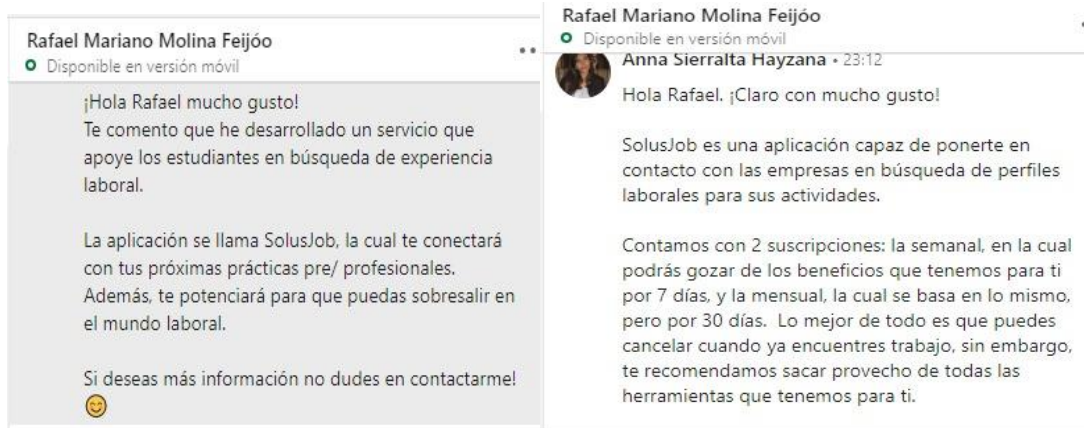 Rafael Mariano Molina Feijóo
Disponible en versión móvil
¡Hola Rafael mucho gusto!
Te comento que he desarrollado un servicio que
apoye los estudiantes en búsqueda de experiencia
laboral.
La aplicación se llama SolusJob, la cual te conectará
con tus próximas prácticas pre/ profesionales.
Además, te potenciará para que puedas sobresalir en
el mundo laboral.
Si deseas más información no dudes en contactarme!
😊
Rafael Mariano Molina Feijóo
Disponible en versión móvil
Anna Sierralta Hayzana • 23:12
Hola Rafael. ¡Claro con mucho gusto!
SolusJob es una aplicación capaz de ponerte en
contacto con las empresas en búsqueda de perfiles
laborales para sus actividades.
Contamos con 2 suscripciones: la semanal, en la cual
podrás gozar de los beneficios que tenemos para ti
por 7 días, y la mensual, la cual se basa en lo mismo,
pero por 30 días. Lo mejor de todo es que puedes
cancelar cuando ya encuentres trabajo, sin embargo,
te recomendamos sacar provecho de todas las
herramientas que tenemos para ti.